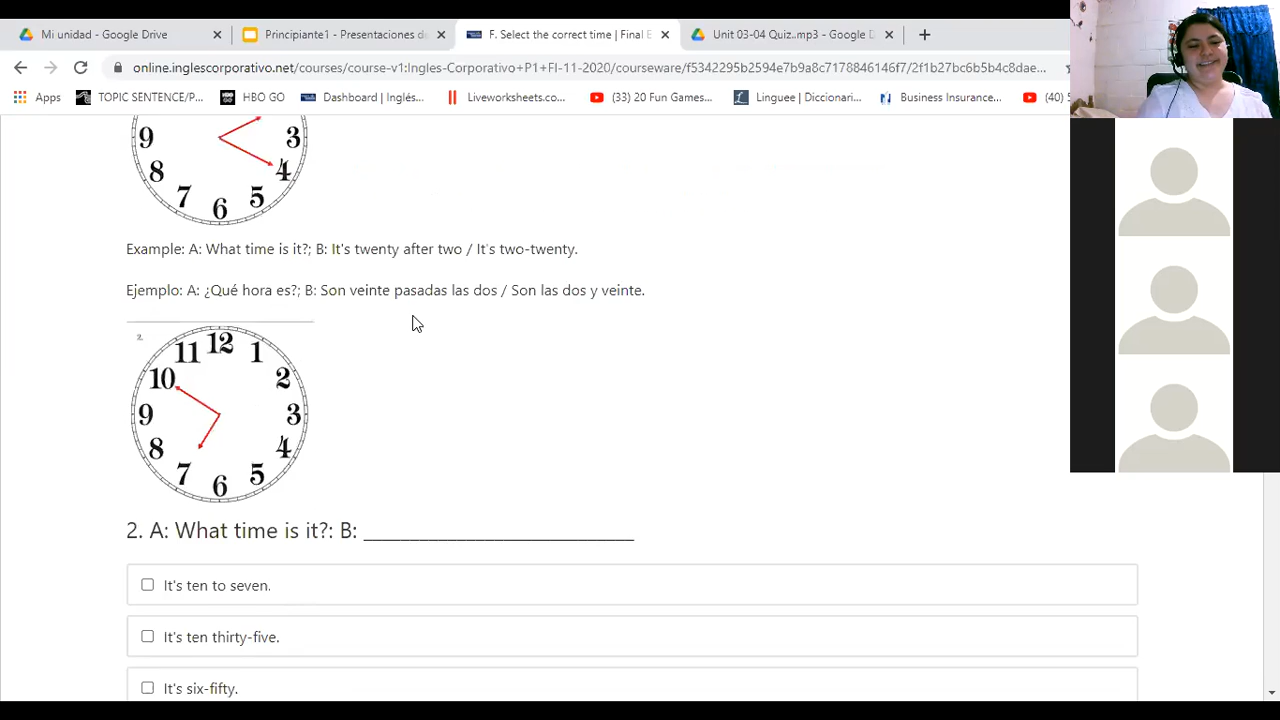 Mi unidad - Google Drive
Principiante1 - Presentaciones de
F. Select the correct time | Final E
Unit 03-04 Quiz..mp3 - Google D
online.inglescorporativo.net/courses/course-v1:Ingles-Corporativo+P1+FI-11-2020/courseware/f5342295b2594e7b9a8c7178846146f7/2f1b27bc6b5b4c8dae...
Apps
TOPIC SENTENCE/P...
HBO GO
Dashboard | Inglés...
Liveworksheets.co...
(33) 20 Fun Games...
Linguee | Diccionari...
Business Insurance...
(40) 5
9 3
8 4
7 6 5
Example: A: What time is it?; B: It's twenty after two / It's two-twenty.
Ejemplo: A: ¿Qué hora es?; B: Son veinte pasadas las dos / Son las dos y veinte.
2.
11 12 1
10 2
9 3
8 4
7 6 5
2. A: What time is it?: B: ______________________________
It's ten to seven.
It's ten thirty-five.
It's six-fifty.